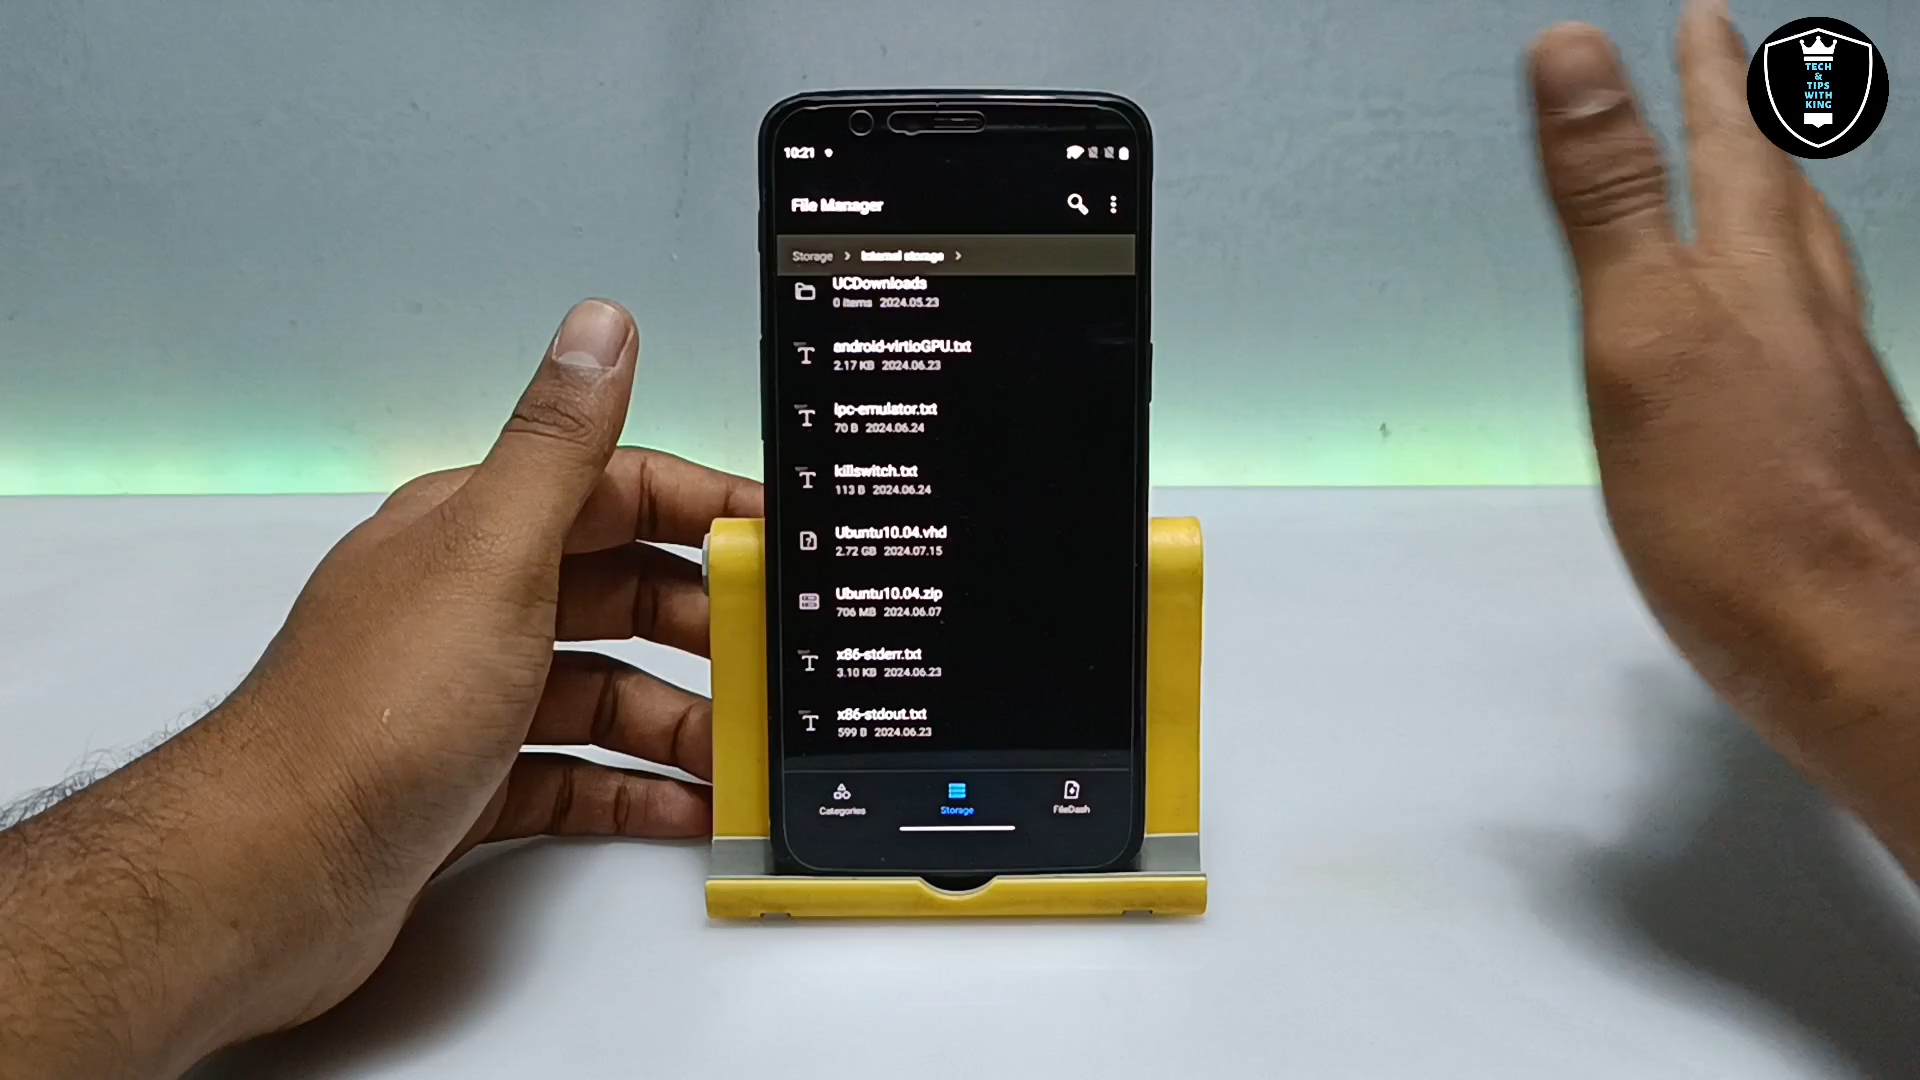 TECH
&
TIPS
WITH
KING
10:21
File Manager
Storage > Internal storage >
UCDownloads
0 items 2024.05.23
android-virtioGPU.txt
2.17 KB 2024.06.23
ipc-emulator.txt
70 B 2024.06.24
killswitch.txt
113 B 2024.06.24
Ubuntu10.04.vhd
2.72 GB 2024.07.15
Ubuntu10.04.zip
706 MB 2024.06.07
x86-stderr.txt
3.10 KB 2024.06.23
x86-stdout.txt
599 B 2024.06.23
Categories
Storage
FileDash